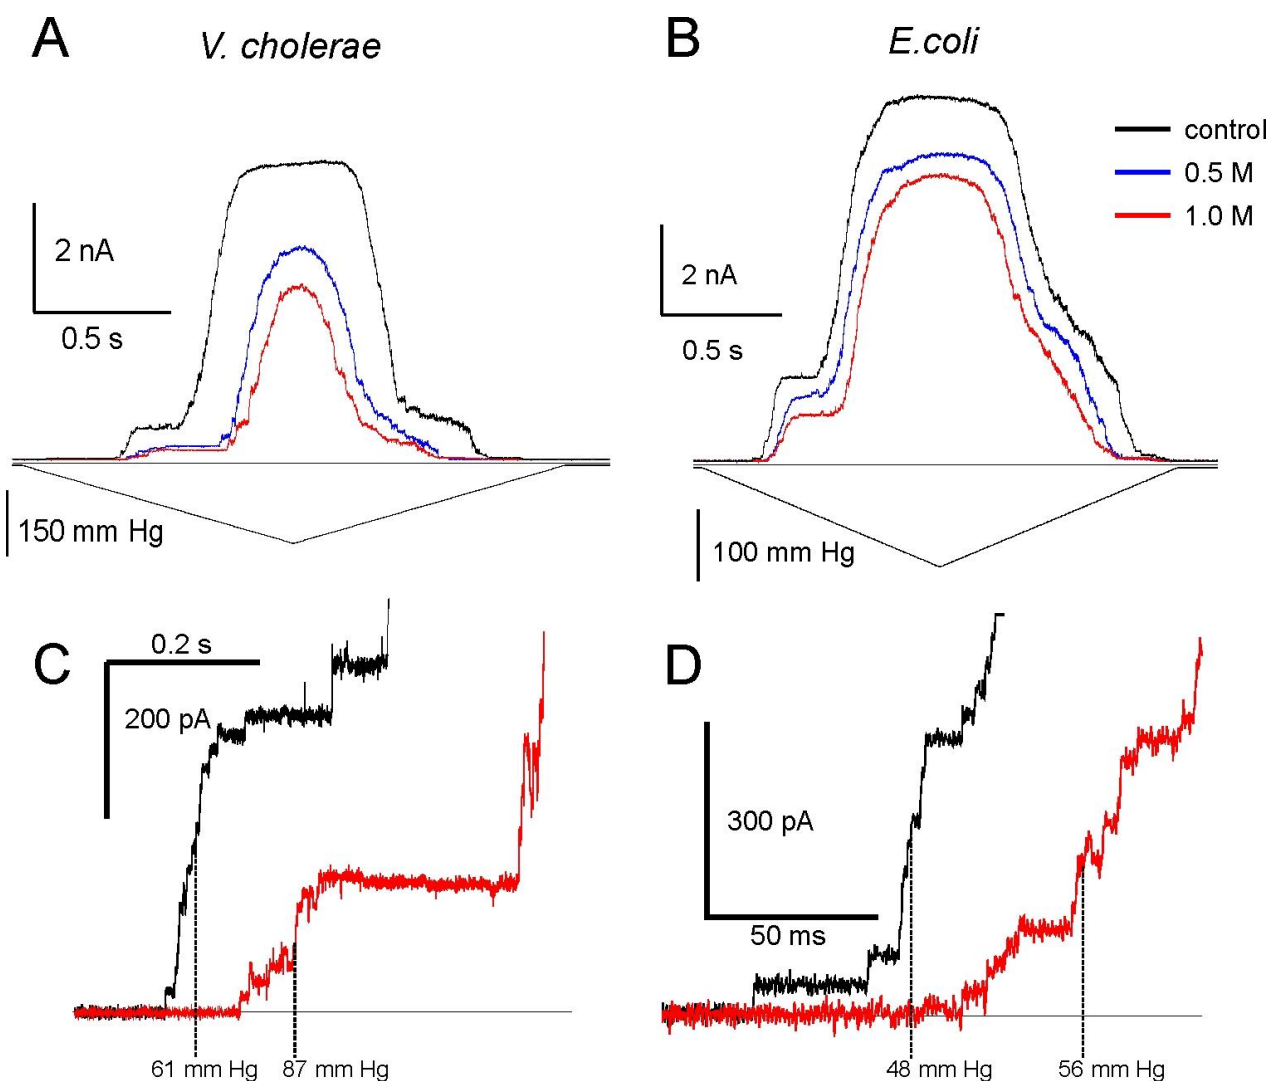 A
V. cholerae
B
E.coli
control
0.5 M
1.0 M
2 nA
0.5 s
2 nA
0.5 s
150 mm Hg
100 mm Hg
C
0.2 s
200 pA
61 mm Hg
87 mm Hg
D
300 pA
50 ms
48 mm Hg
56 mm Hg